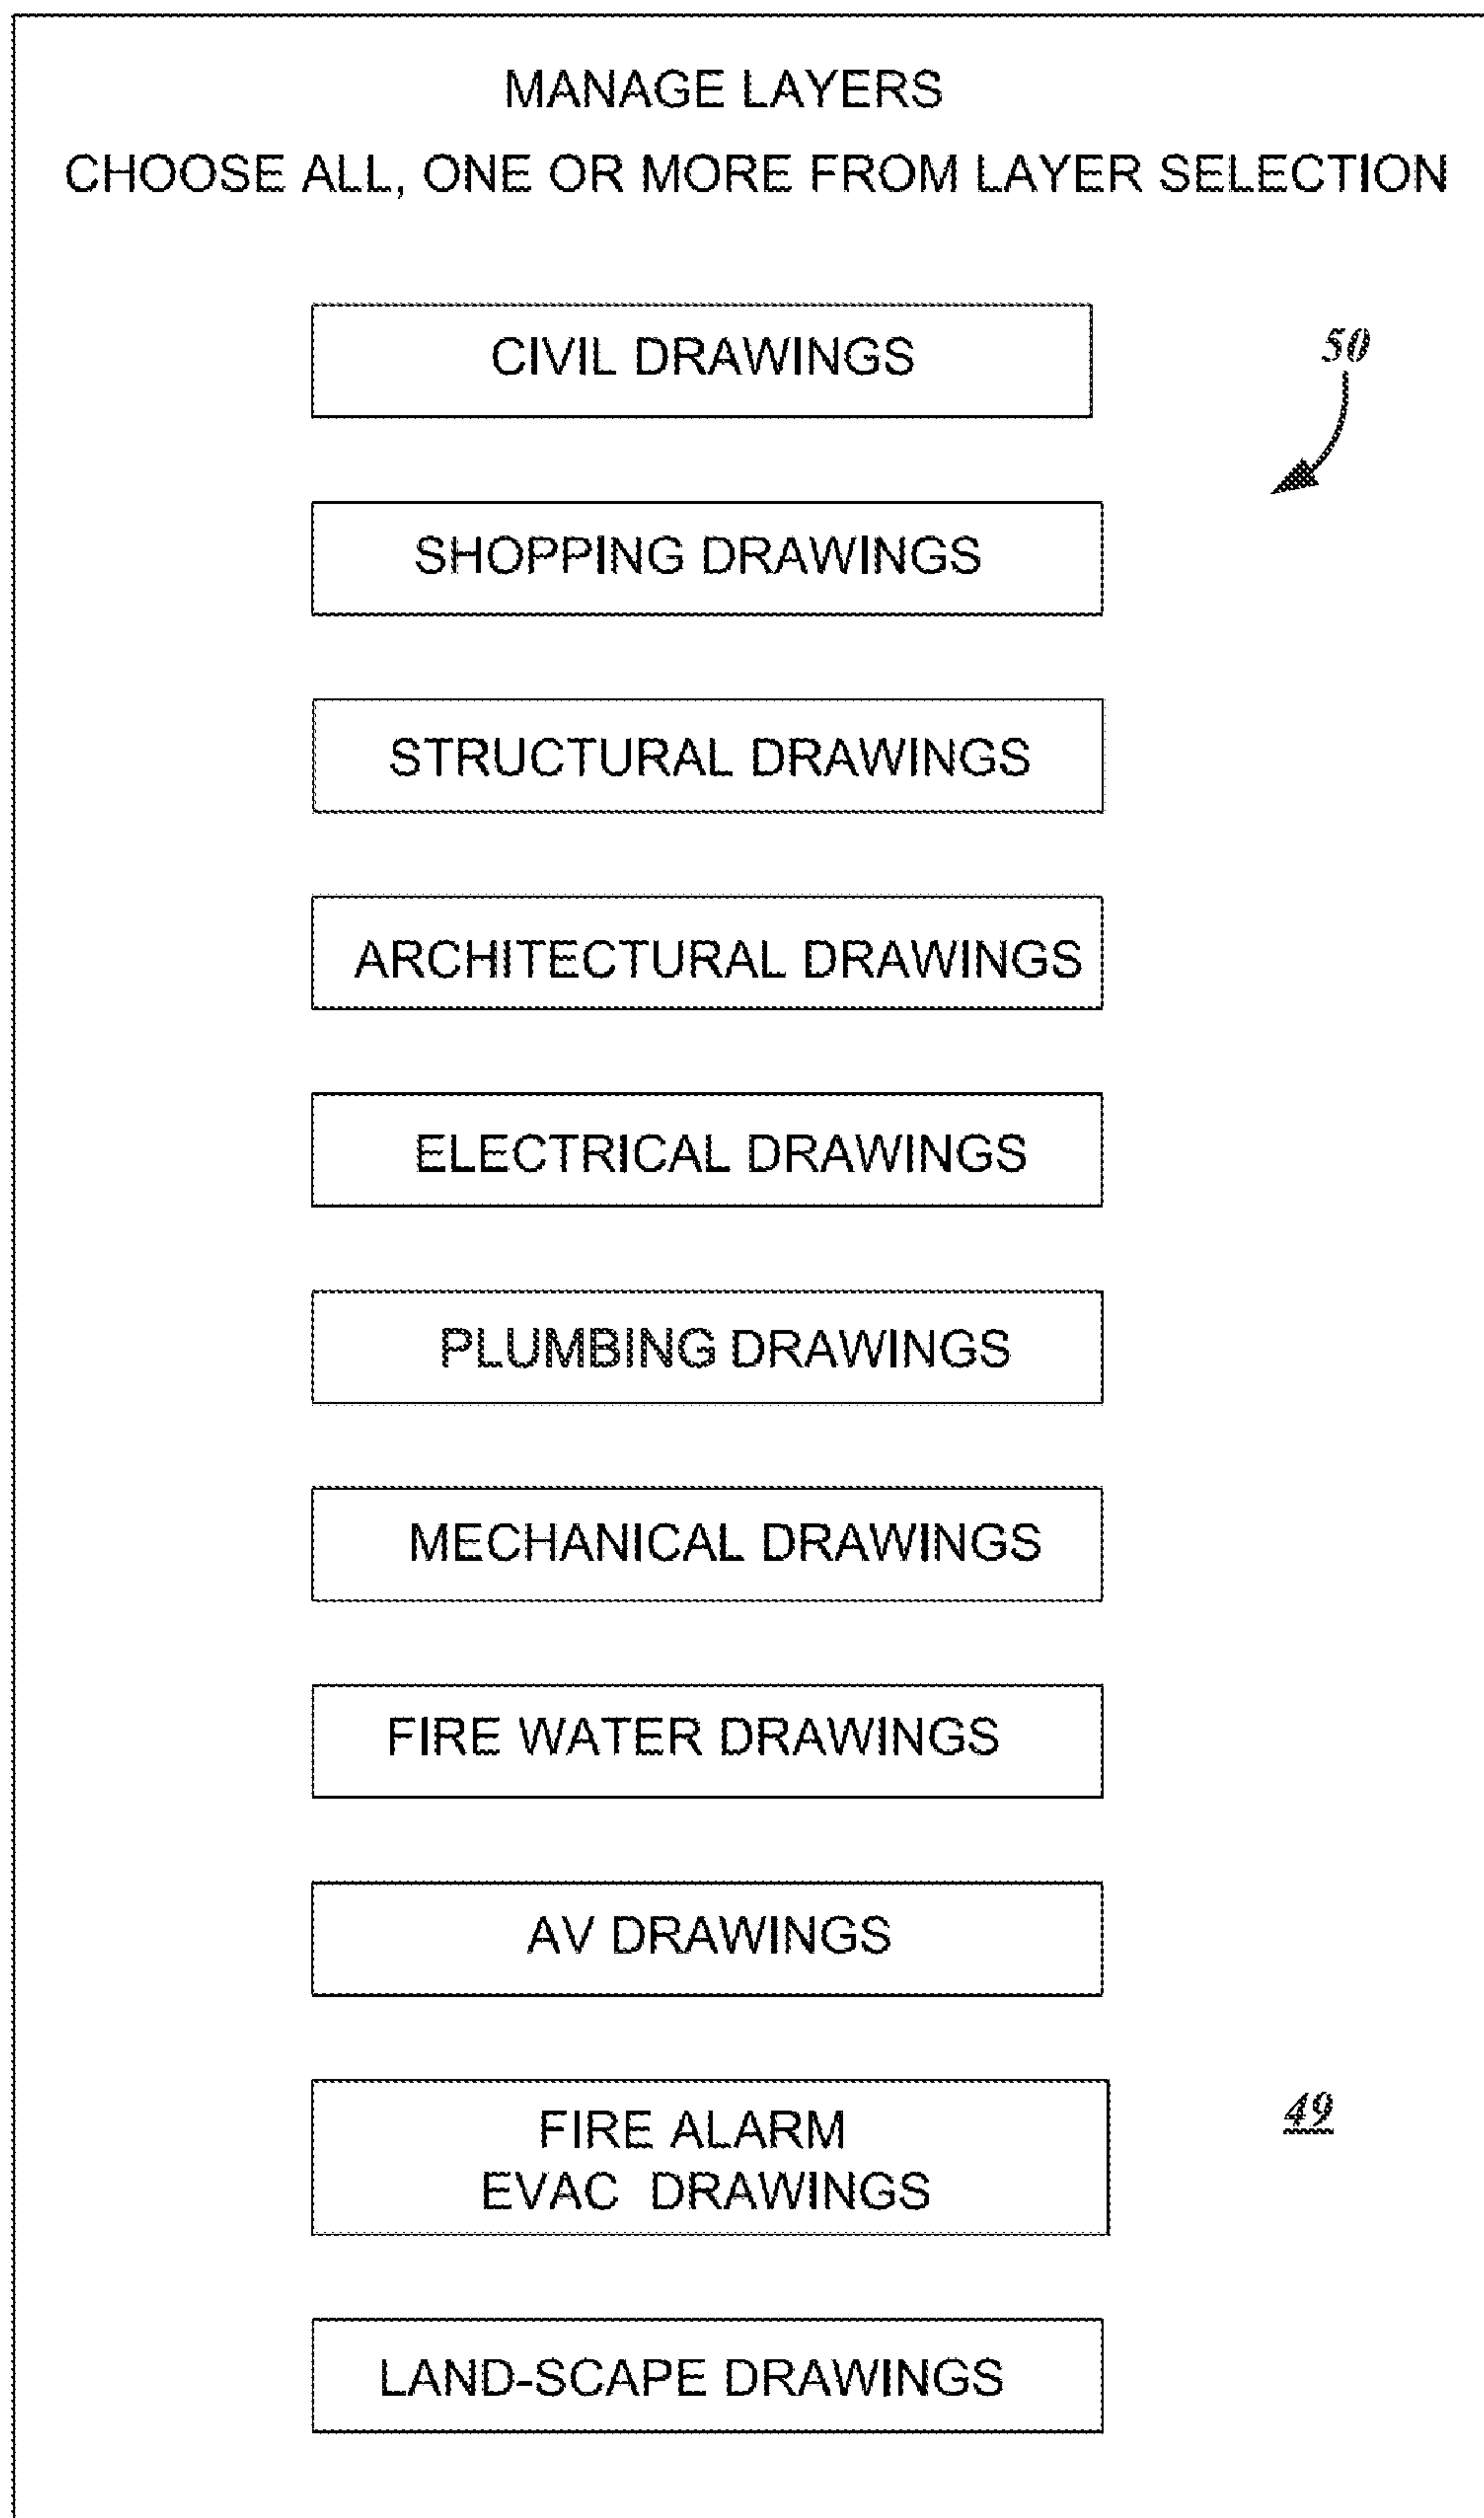 MANAGE LAYERS
CHOOSE ALL, ONE OR MORE FROM LAYER SELECTION
CIVIL DRAWINGS
50
SHOPPING DRAWINGS
STRUCTURAL DRAWINGS
ARCHITECTURAL DRAWINGS
ELECTRICAL DRAWINGS
PLUMBING DRAWINGS
MECHANICAL DRAWINGS
FIRE WATER DRAWINGS
AV DRAWINGS
FIRE ALARM
EVAC DRAWINGS
49
LAND-SCAPE DRAWINGS